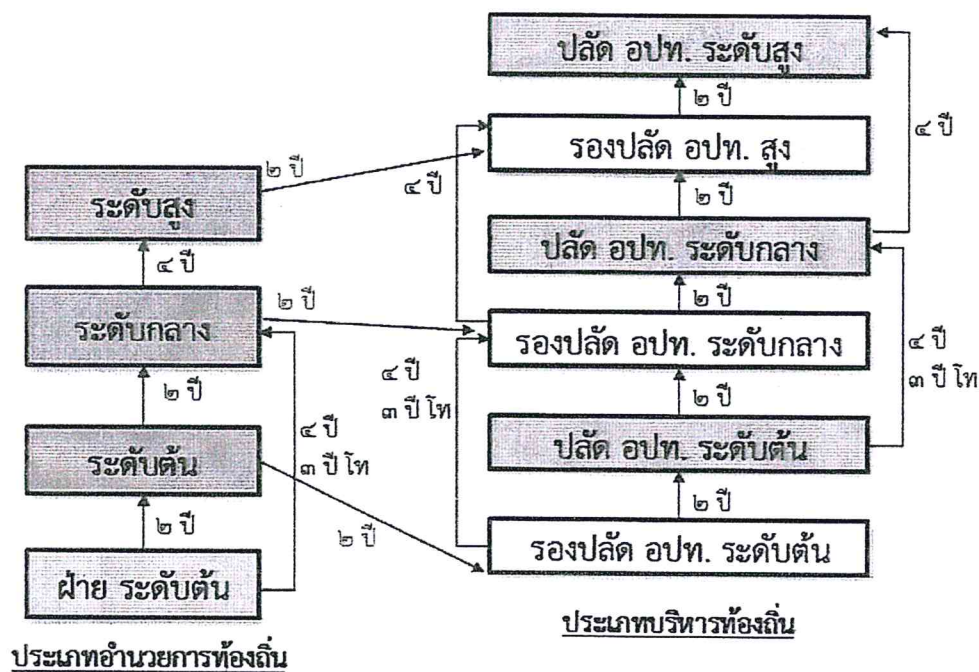 ปลัด อปท. ระดับสูง
๒ ปี
๔ ปี
รองปลัด อปท. สูง
๒ ปี
๔ ปี
ระดับสูง
๒ ปี
ปลัด อปท. ระดับกลาง
๔ ปี
๒ ปี
๒ ปี
ระดับกลาง
รองปลัด อปท. ระดับกลาง
๔ ปี
๓ ปี โท
๔ ปี
๓ ปี โท
๒ ปี
๒ ปี
๔ ปี
๓ ปี โท
ระดับต้น
ปลัด อปท. ระดับต้น
๒ ปี
๒ ปี
๒ ปี
รองปลัด อปท. ระดับต้น
ฝ่าย ระดับต้น
ประเภทบริหารท้องถิ่น
ประเภทอำนวยการท้องถิ่น